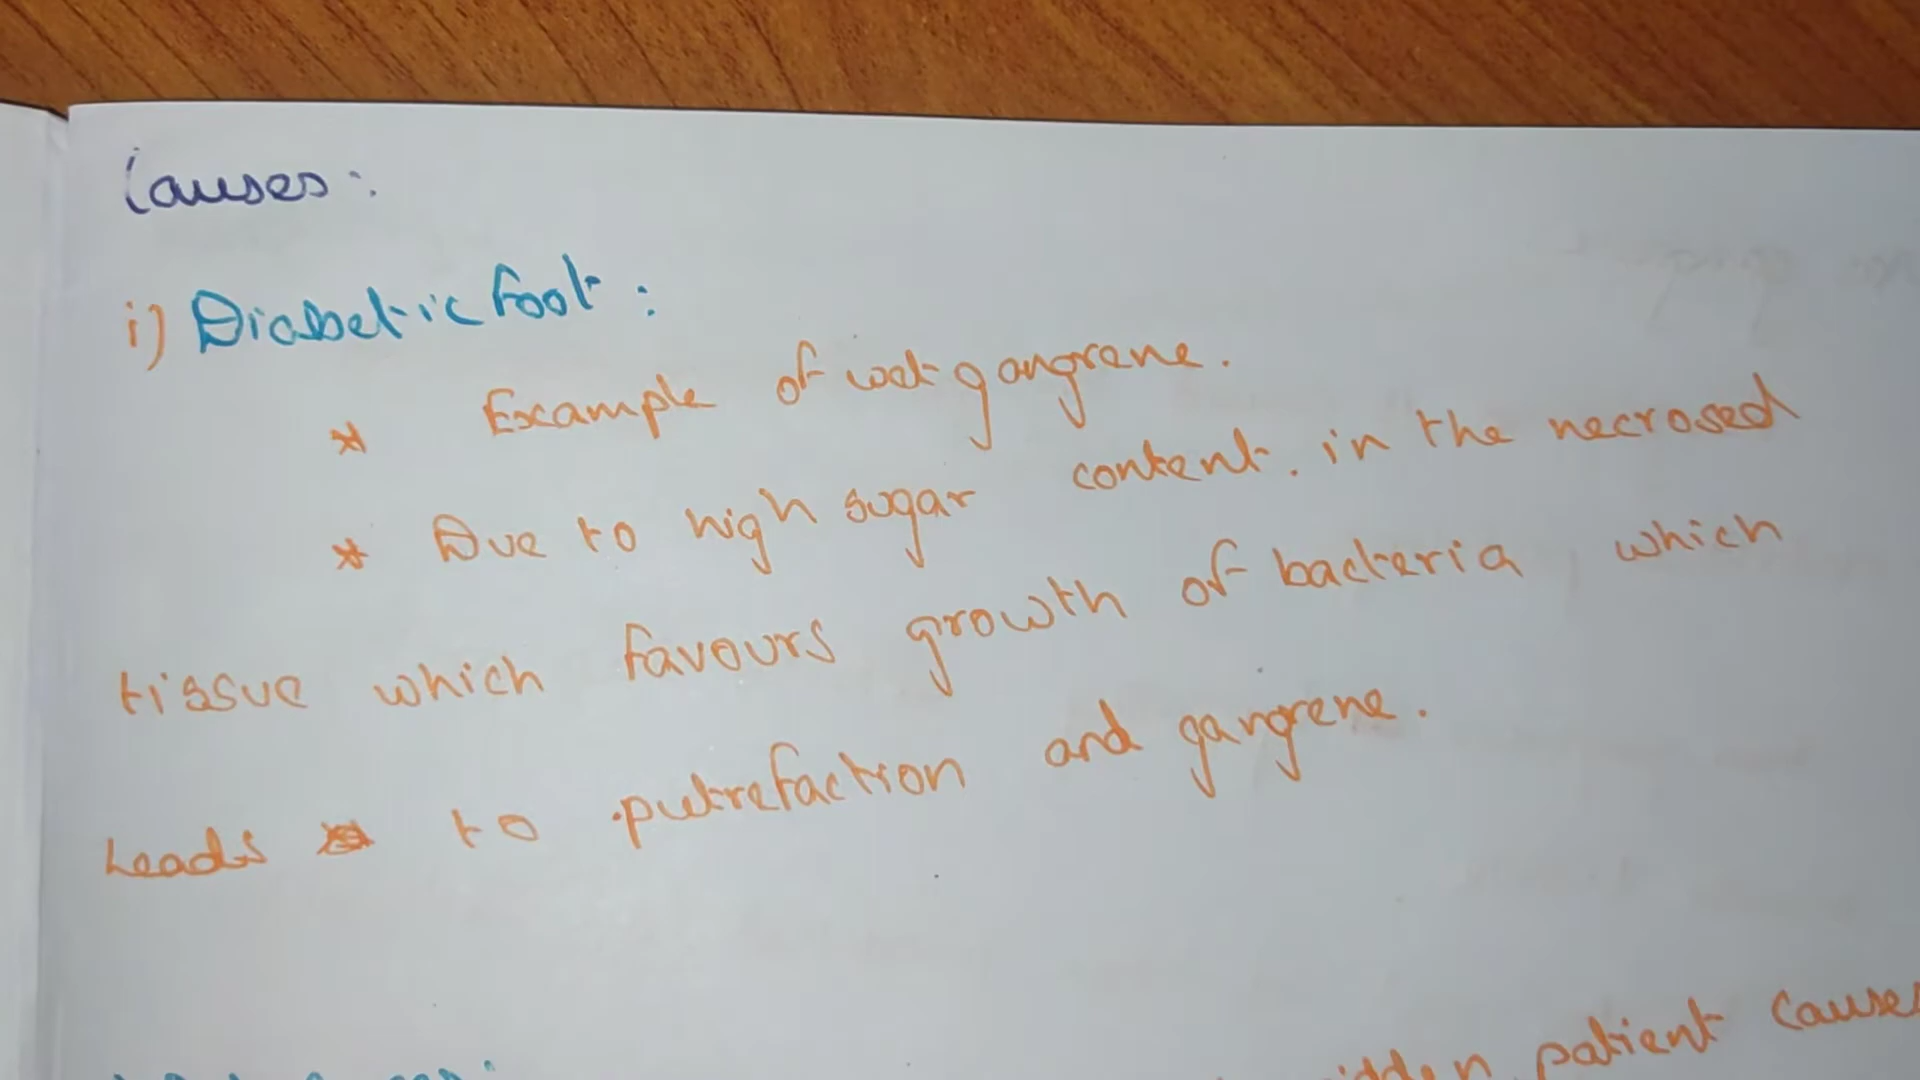 Causes:
i) Diabetic foot:
* Example of wet gangrene.
* Due to high sugar content. in the necrosed
tissue which favours growth of bacteria, which
Leads to putrefaction and gangrene.
patient causes